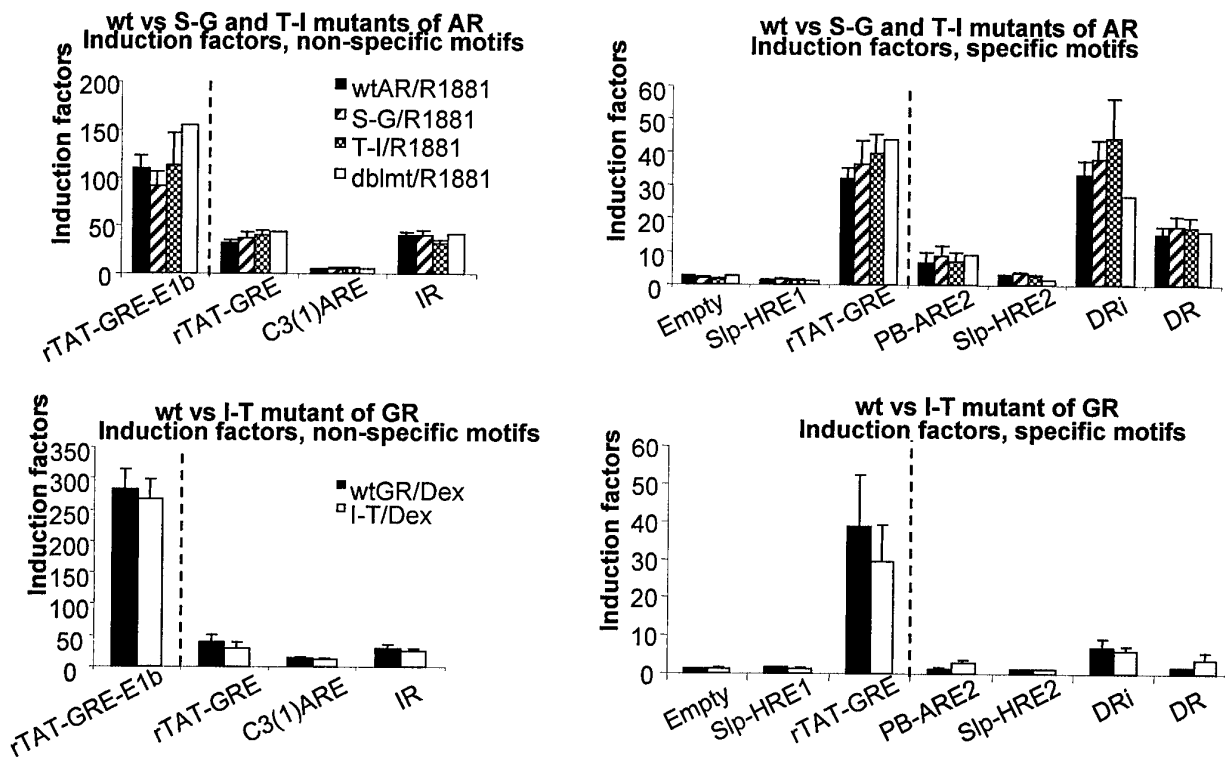 wt vs S-G and T-I mutants of AR
Induction factors, non-specific motifs
Induction factors
200
150
100
50
0
wtAR/R1881
S-G/R1881
T-I/R1881
dblmt/R1881
rTAT-GRE-E1b
rTAT-GRE
C3(1)ARE
IR
wt vs S-G and T-I mutants of AR
Induction factors, specific motifs
Induction factors
60
50
40
30
20
10
0
Empty
Slp-HRE1
rTAT-GRE
PB-ARE2
Slp-HRE2
DRi
DR
wt vs I-T mutant of GR
Induction factors, non-specific motifs
Induction factors
350
300
250
300
150
100
50
0
wtGR/Dex
I-T/Dex
rTAT-GRE-E1b
rTAT-GRE
C3(1)ARE
IR
wt vs I-T mutant of GR
Induction factors, specific motifs
Induction factors
60
50
40
30
20
10
0
Empty
Slp-HRE1
rTAT-GRE
PB-ARE2
Slp-HRE2
DRi
DR